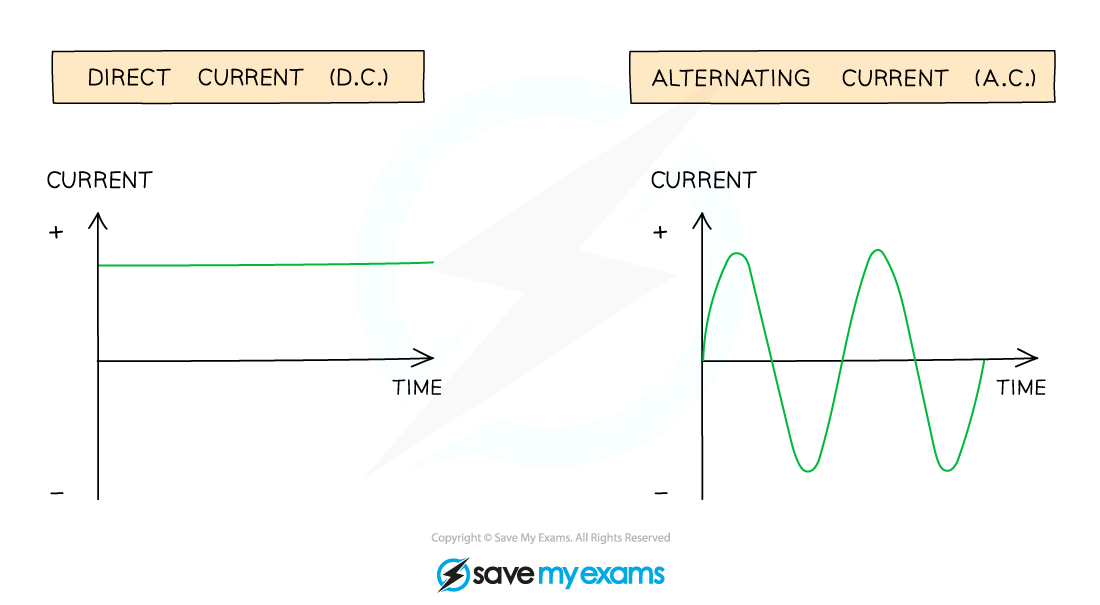 DIRECT CURRENT (D.C.)
CURRENT
+
TIME
–
ALTERNATING CURRENT (A.C.)
CURRENT
+
TIME
–
Copyright © Save My Exams. All Rights Reserved
save my exams